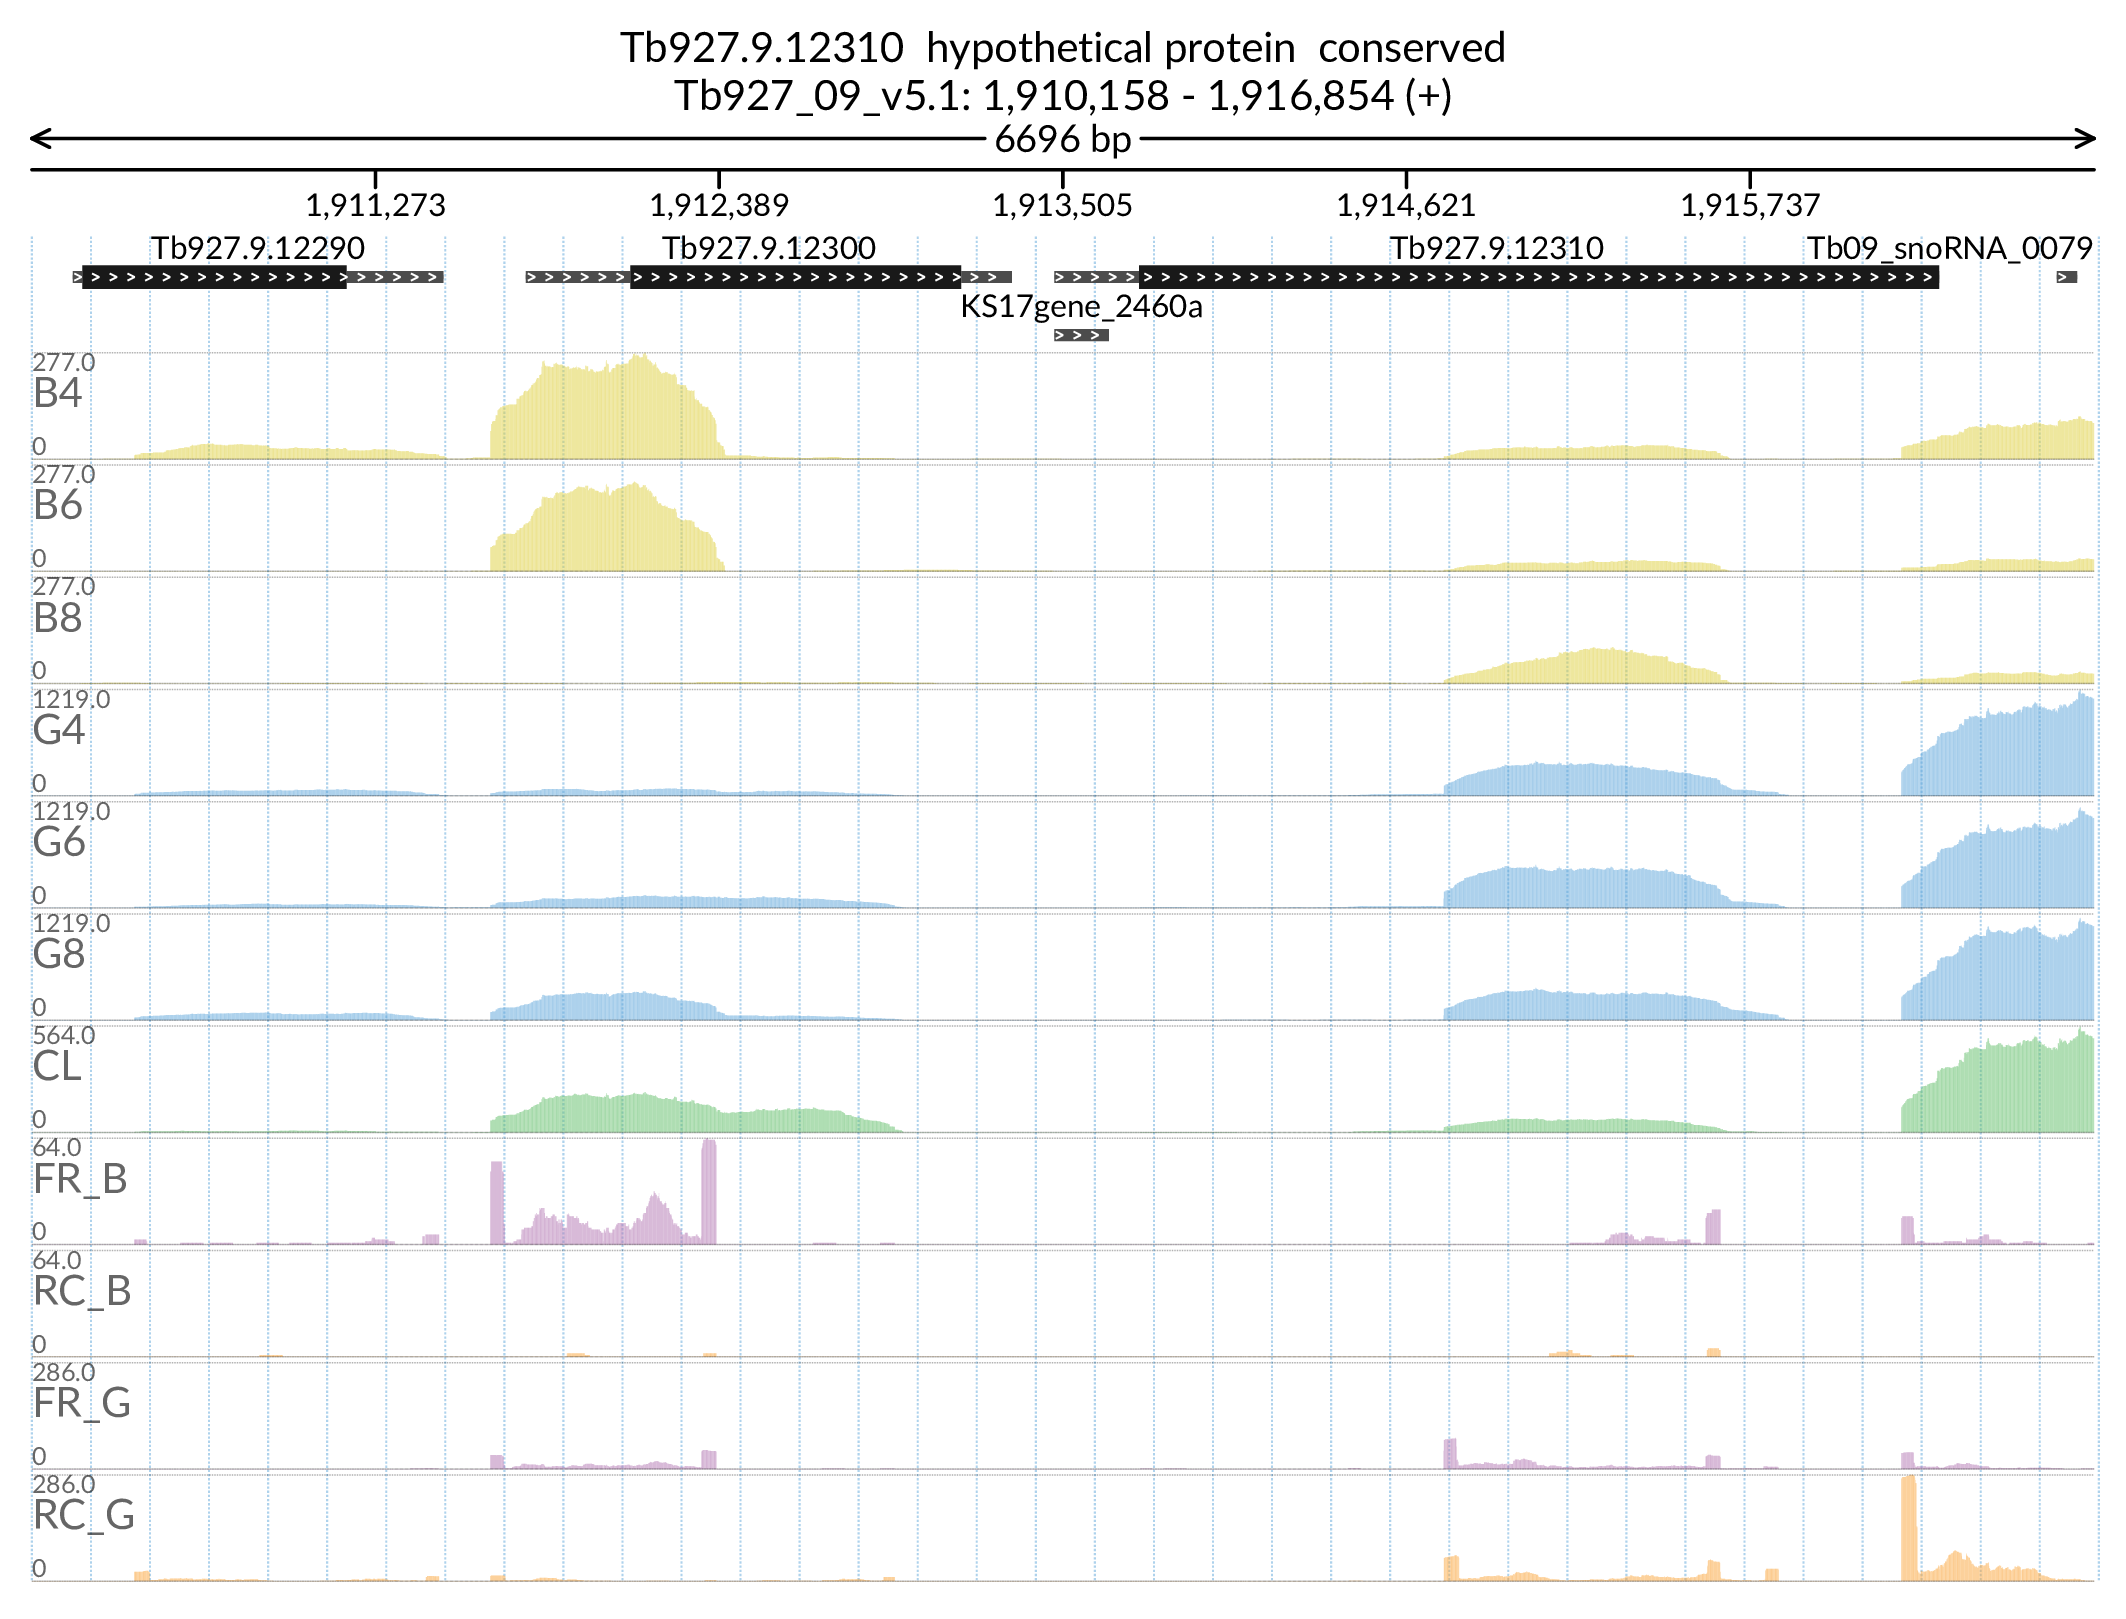 Tb927.9.12310 hypothetical protein conserved
Tb927_09_v5.1: 1,910,158 - 1,916,854 (+)
6696 bp
1,911,273 1,912,389 1,913,505 1,914,621 1,915,737
Tb927.9.12290 Tb927.9.12300 Tb927.9.12310 Tb09_snoRNA_0079
KS17gene_2460a
277.0
B4
0
277.0
B6
0
277.0
B8
0
1219.0
G4
0
1219.0
G6
0
1219.0
G8
0
564.0
CL
0
64.0
FR_B
0
64.0
RC_B
0
286.0
FR_G
0
286.0
RC_G
0